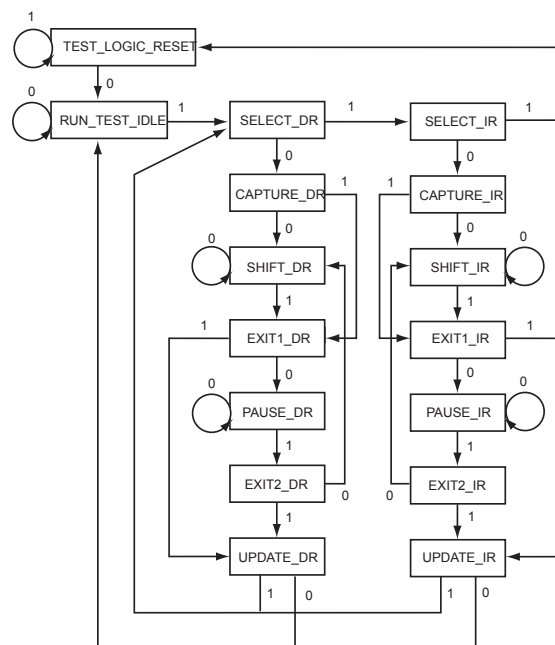 1
TEST_LOGIC_RESET
0
0
RUN_TEST_IDLE
1
SELECT_DR
1
SELECT_IR
1
0
0
CAPTURE_DR
1
1
CAPTURE_IR
0
0
0
SHIFT_DR
SHIFT_IR
0
1
1
1
EXIT1_DR
EXIT1_IR
1
0
0
0
PAUSE_DR
PAUSE_IR
0
1
1
EXIT2_DR
0
0
EXIT2_IR
1
1
UPDATE_DR
UPDATE_IR
1
0
1
0